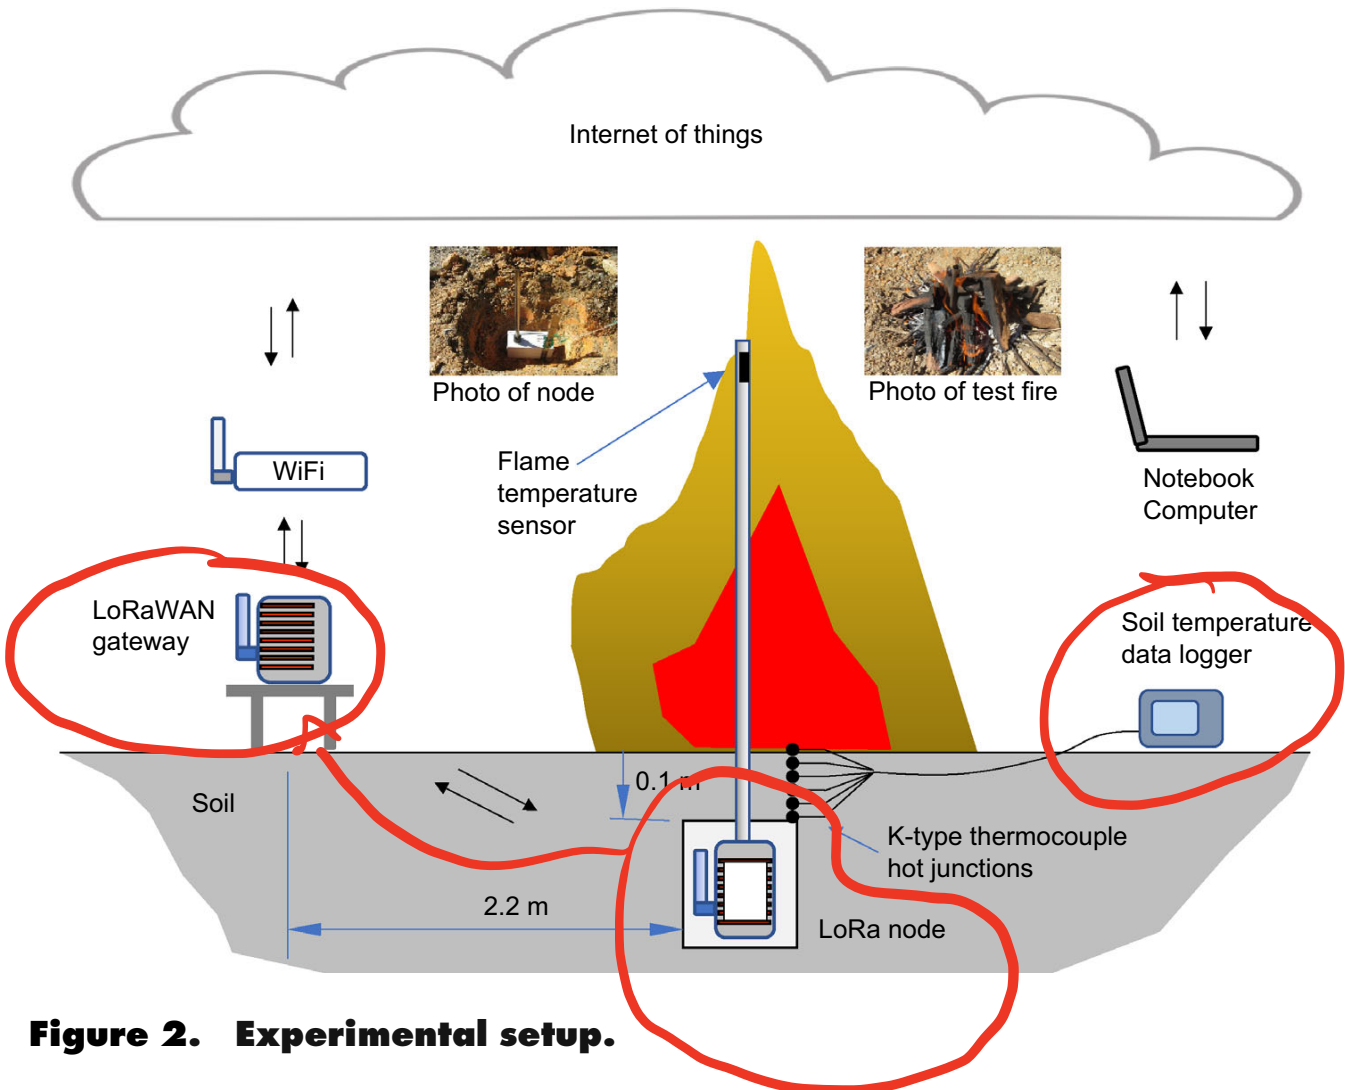 Internet of things
Photo of node
Photo of test fire
WiFi
Flame
temperature
sensor
Notebook
Computer
LoRaWAN
gateway
Soil temperature
data logger
0.1 m
Soil
K-type thermocouple
hot junctions
2.2 m
LoRa node
Figure 2. Experimental setup.